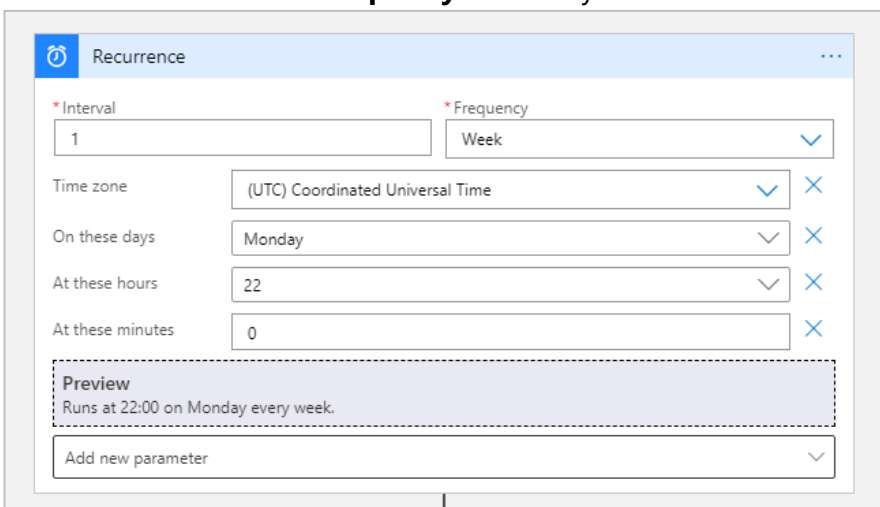 Recurrence
* Interval
* Frequency
1
Week
Time zone
(UTC) Coordinated Universal Time
On these days
Monday
At these hours
22
At these minutes
0
Preview
Runs at 22:00 on Monday every week.
Add new parameter